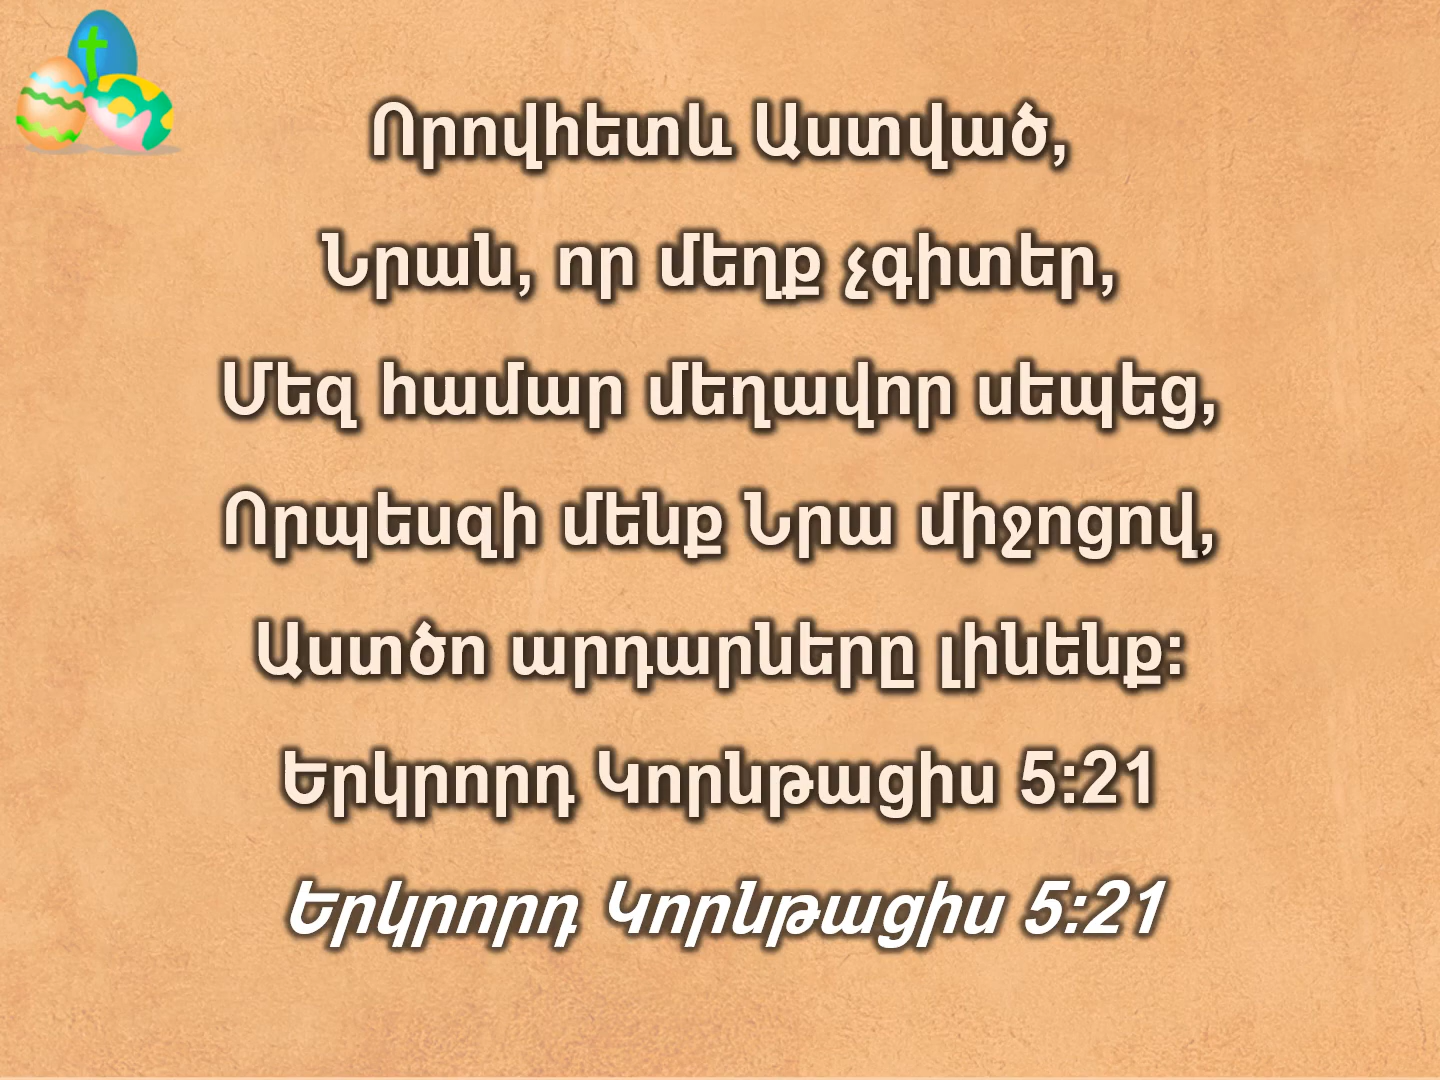 Որովհետև Աստված,
Նրան, որ մեղք չգիտեր,
Մեզ համար մեղավոր սեպեց,
Որպեսզի մենք Նրա միջոցով,
Աստծո արդարները լինենք:
Երկրորդ Կորնթացիս 5:21
Երկրորդ Կորնթացիս 5:21